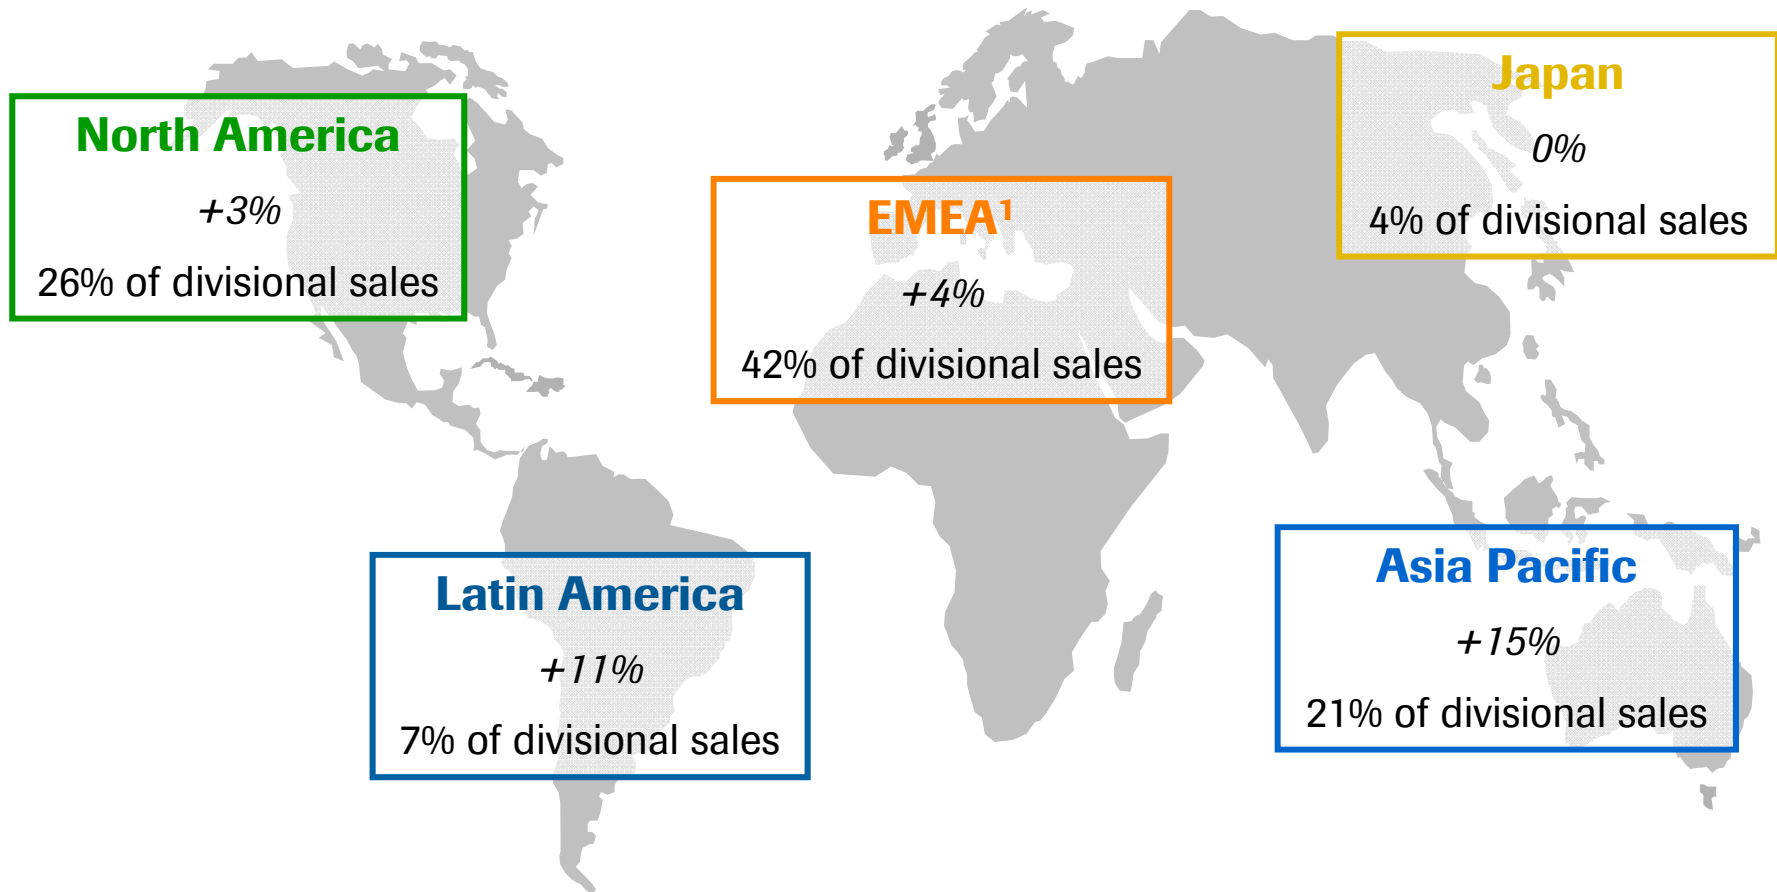 North America
+3%
26% of divisional sales
EMEA¹
+4%
42% of divisional sales
Japan
0%
4% of divisional sales
Latin America
+11%
7% of divisional sales
Asia Pacific
+15%
21% of divisional sales